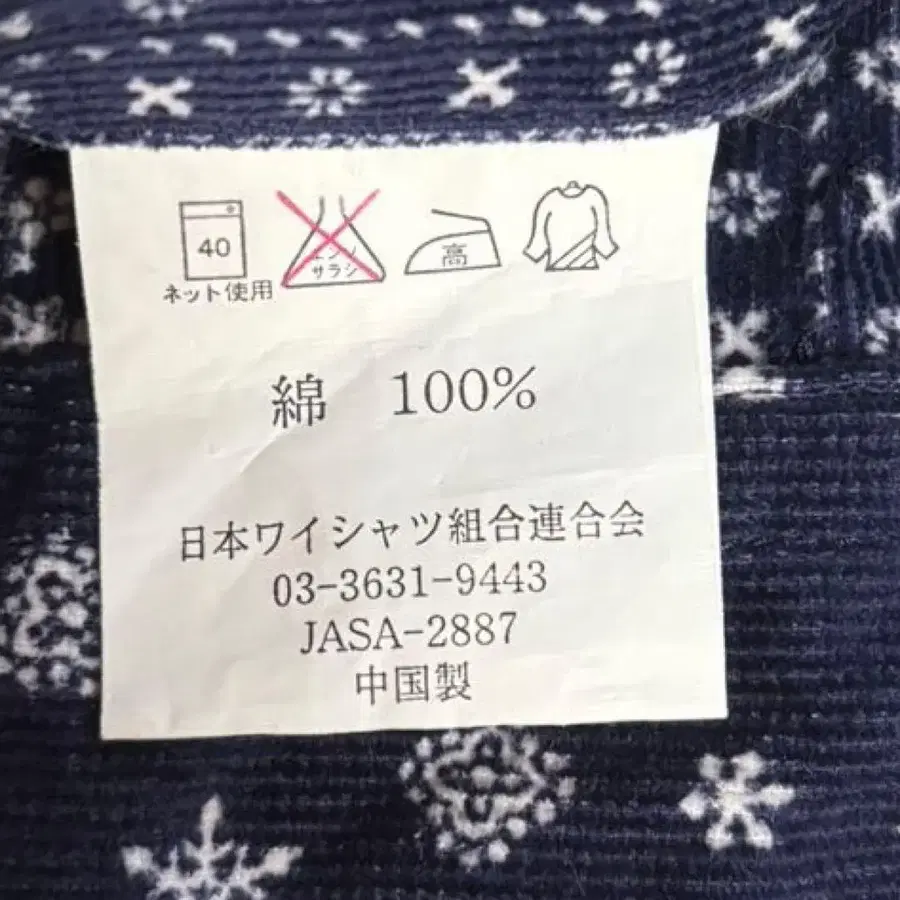 40
ネット使用
エンソ
サラシ
高
綿 100%
日本ワイシャツ組合連合会
03-3631-9443
JASA-2887
中国製